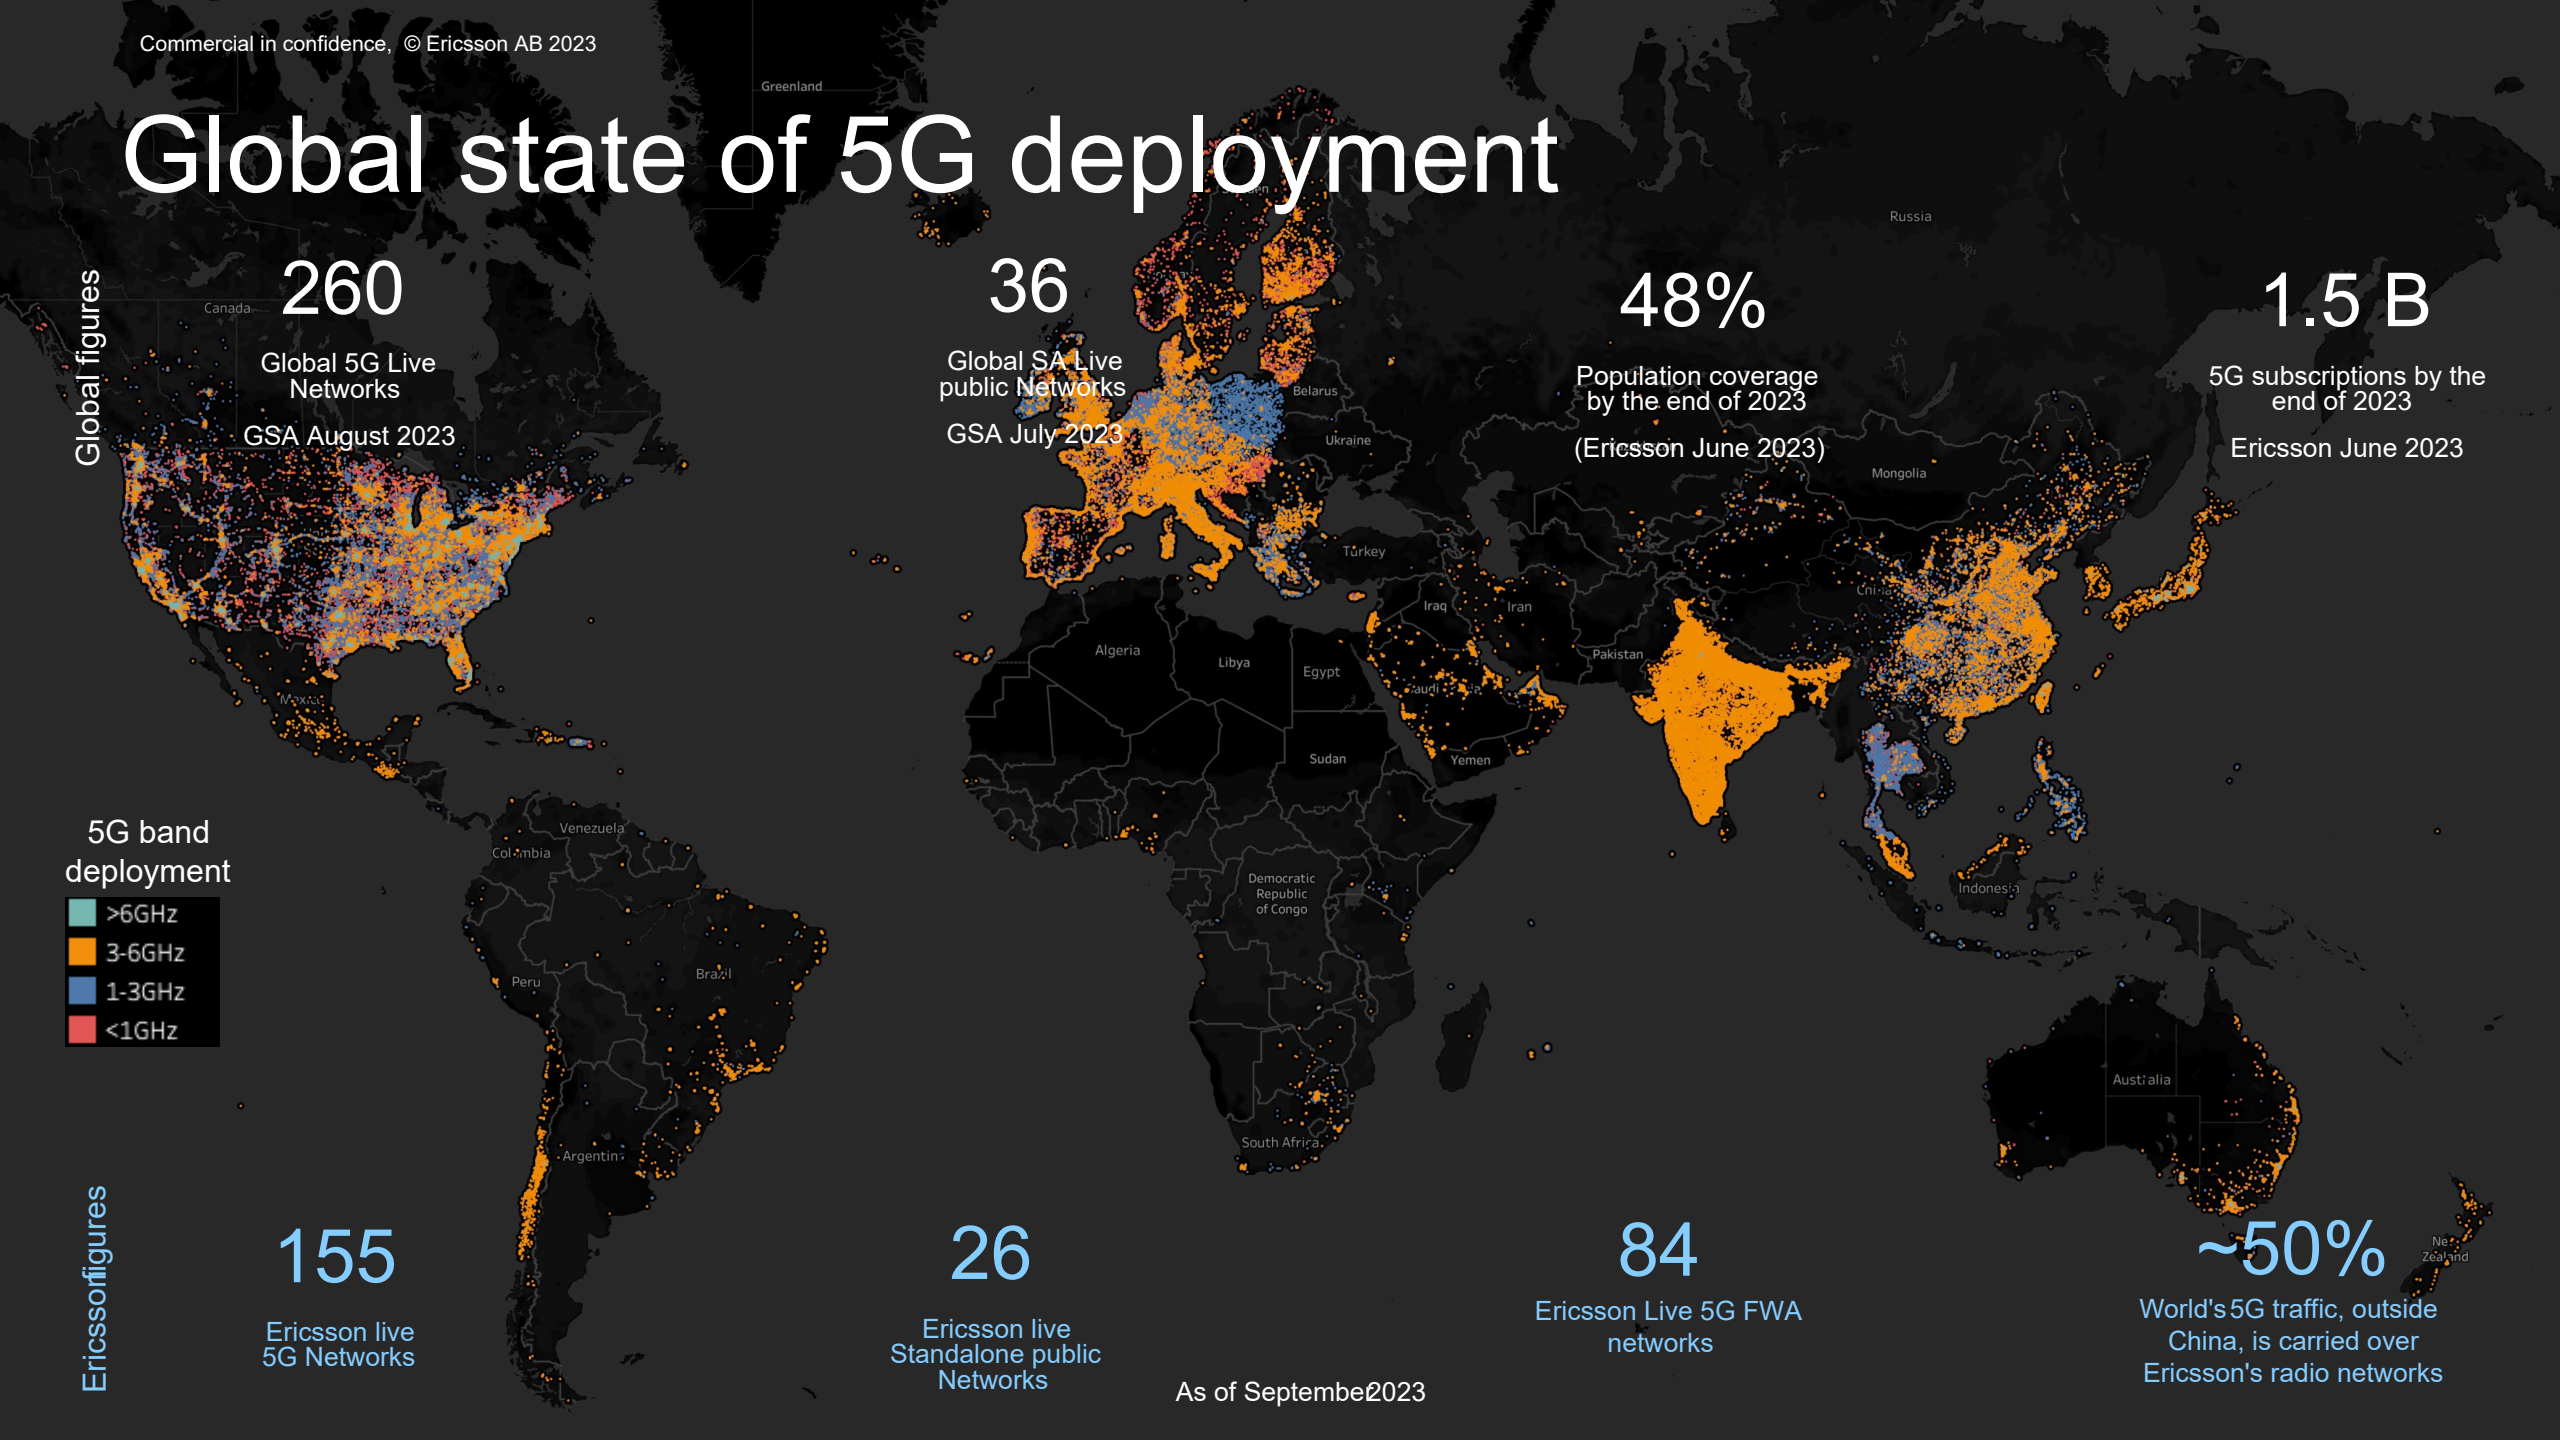 Commercial in confidence, © Ericsson AB 2023
Greenland
Global state of 5G deployment
Russia
Global figures
260
Global 5G Live
Networks
GSA August 2023
36
Global SA Live
public Networks
GSA July 2023
48%
Population coverage
by the end of 2023
(Ericsson June 2023)
1.5 B
5G subscriptions by the
end of 2023
Ericsson June 2023
Canada
Belarus
Ukraine
Mongolia
Turkey
China
Iraq
Iran
Algeria
Libya
Egypt
Pakistan
Mexico
Sudan
Yemen
Venezuela
Colombia
Democratic
Republic
of Congo
Indonesia
Brazil
Peru
5G band
deployment
>6GHz
3-6GHz
1-3GHz
<1GHz
Australia
South Africa
Argentina
New
Zealand
Ericsson figures
155
Ericsson live
5G Networks
26
Ericsson live
Standalone public
Networks
84
Ericsson Live 5G FWA
networks
~50%
World's 5G traffic, outside
China, is carried over
Ericsson's radio networks
As of September 2023